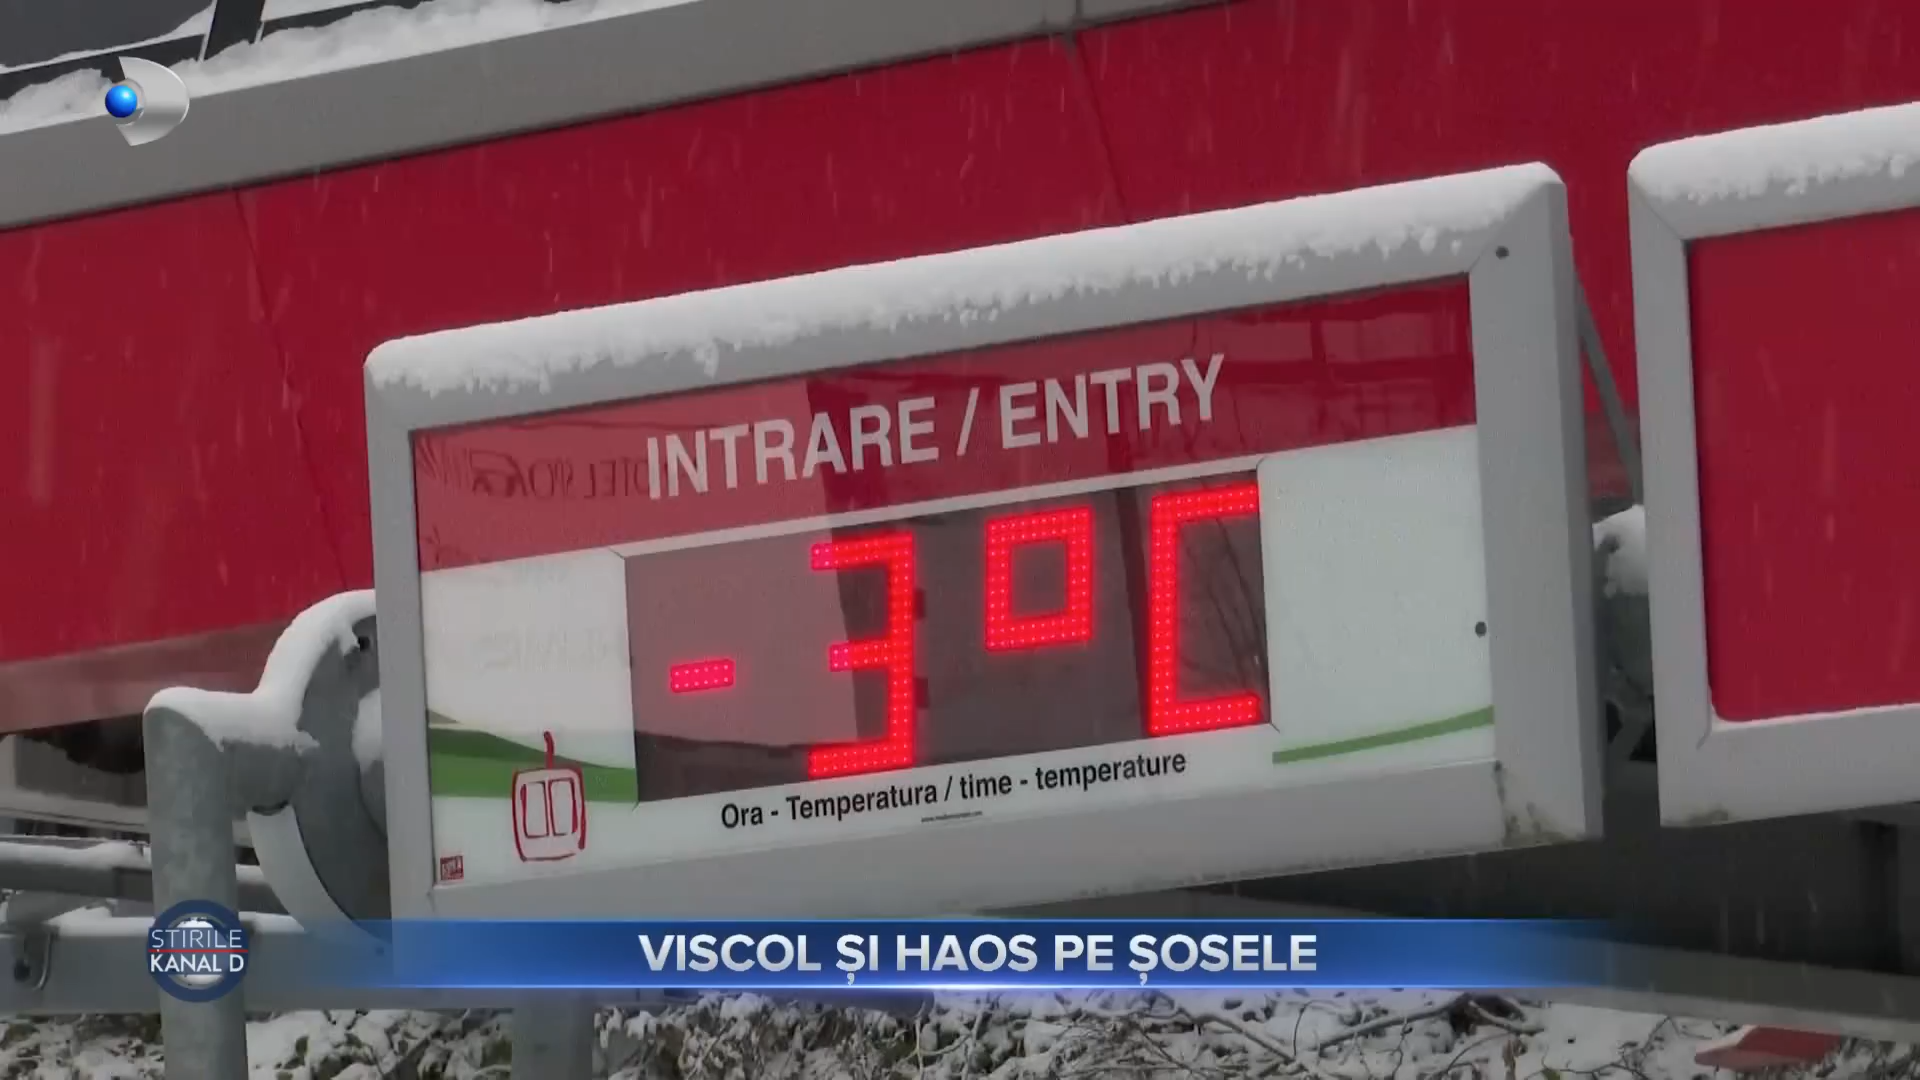 INTRARE / ENTRY
- 3°C
Ora - Temperatura / time - temperature
ȘTIRILE
KANAL D
VISCOL ȘI HAOS PE ȘOSELE